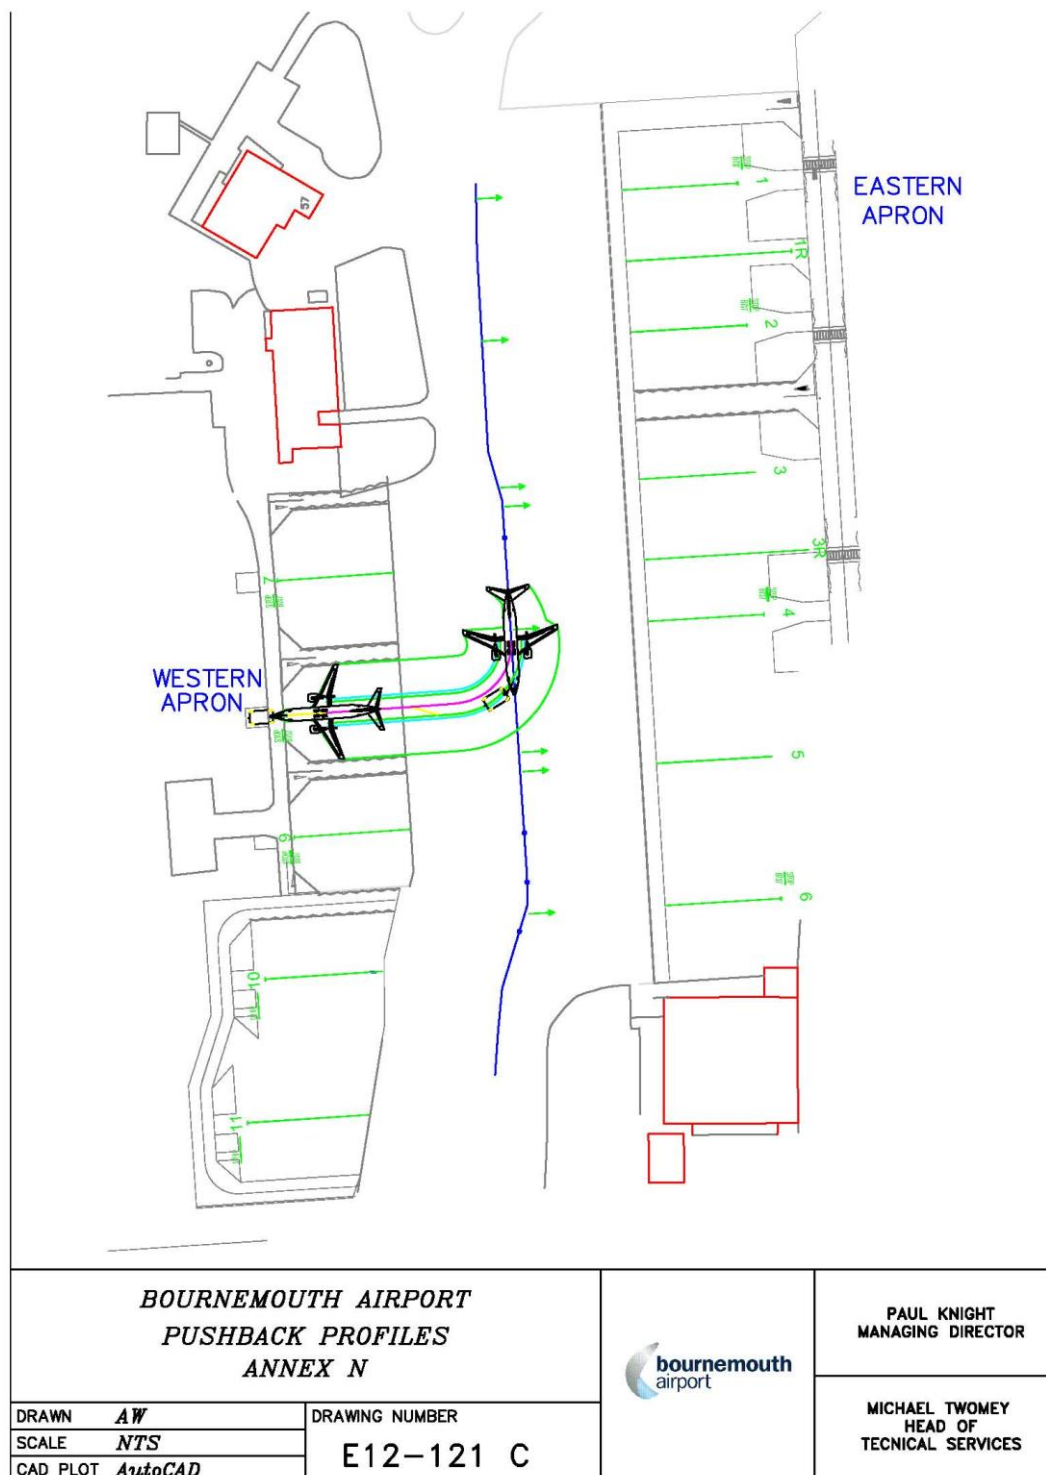 57
EASTERN
APRON
1
1R
2
3
3R
4
5
6
7
WESTERN
APRON
9
10
11
BOURNEMOUTH AIRPORT
PUSHBACK PROFILES
ANNEX N
bournemouth
airport
PAUL KNIGHT
MANAGING DIRECTOR
MICHAEL TWOMEY
HEAD OF
TECNICAL SERVICES
DRAWN AW
SCALE NTS
CAD PLOT AutoCAD
DRAWING NUMBER
E12-121 C